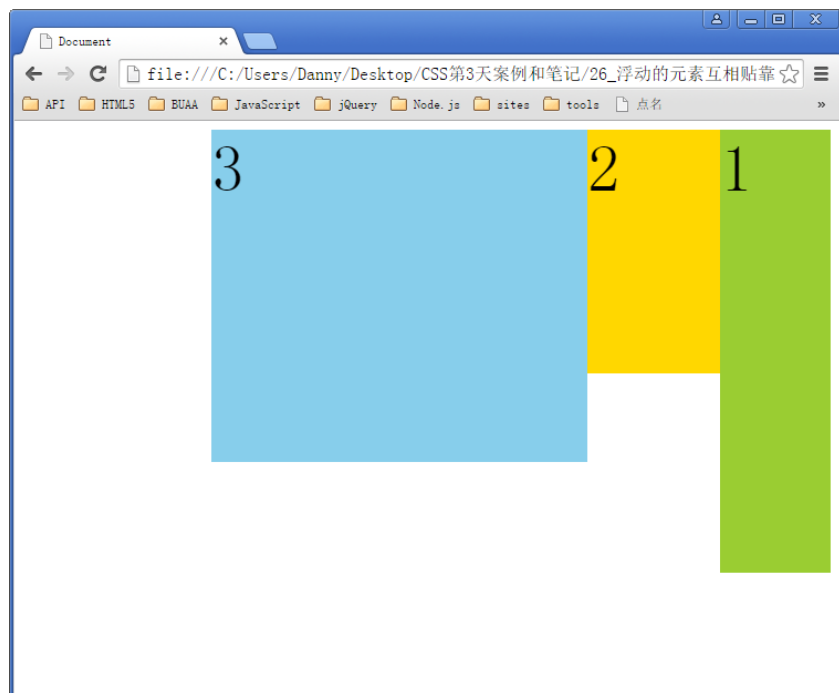 Document
file:///C:/Users/Danny/Desktop/CSS第3天案例和笔记/26_浮动的元素互相贴靠
API HTML5 BUAA JavaScript jQuery Node.js sites tools 点名 »
3 2 1